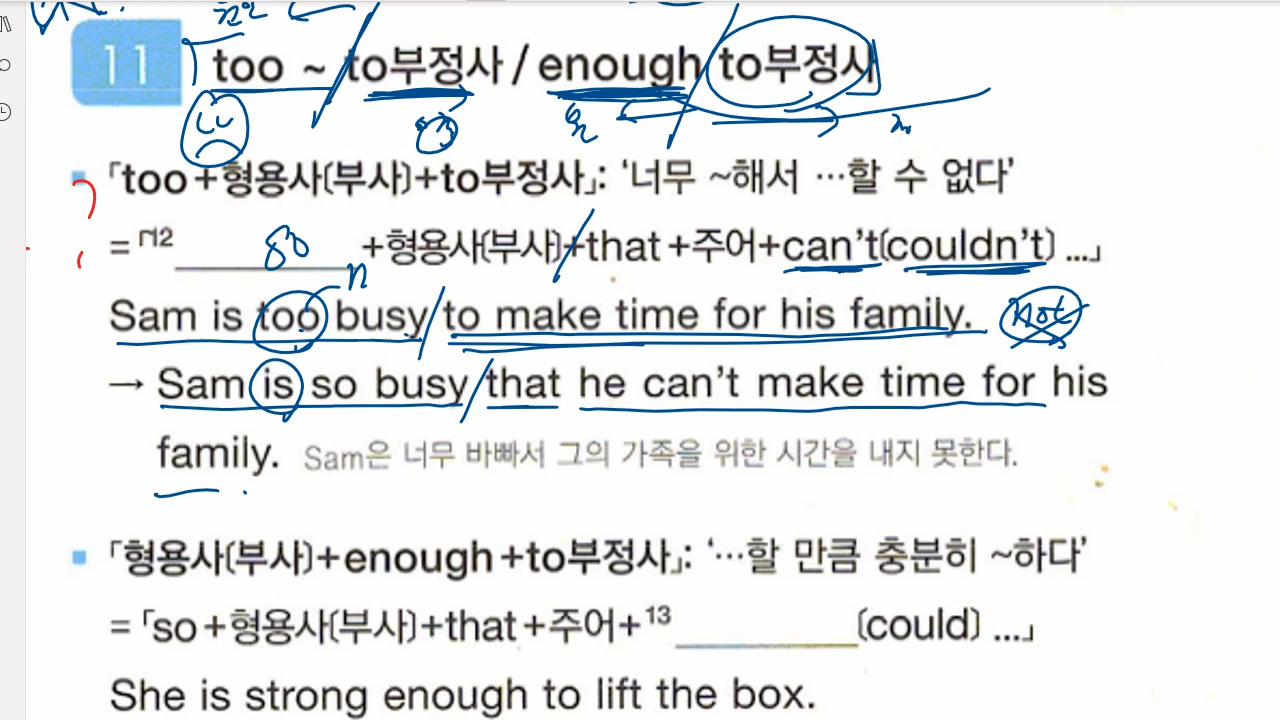 원인
11 too ~ to부정사 / enough to부정사
「too+형용사(부사)+to부정사」: ‘너무 ~해서 …할 수 없다’
=「12 so +형용사(부사)+that+주어+can't(couldn't) …」
Sam is too busy to make time for his family. not
→ Sam is so busy that he can't make time for his
family. Sam은 너무 바빠서 그의 가족을 위한 시간을 내지 못한다.
「형용사(부사)+enough+to부정사」: ‘…할 만큼 충분히 ~하다’
=「so+형용사(부사)+that+주어+13 (could) …」
She is strong enough to lift the box.